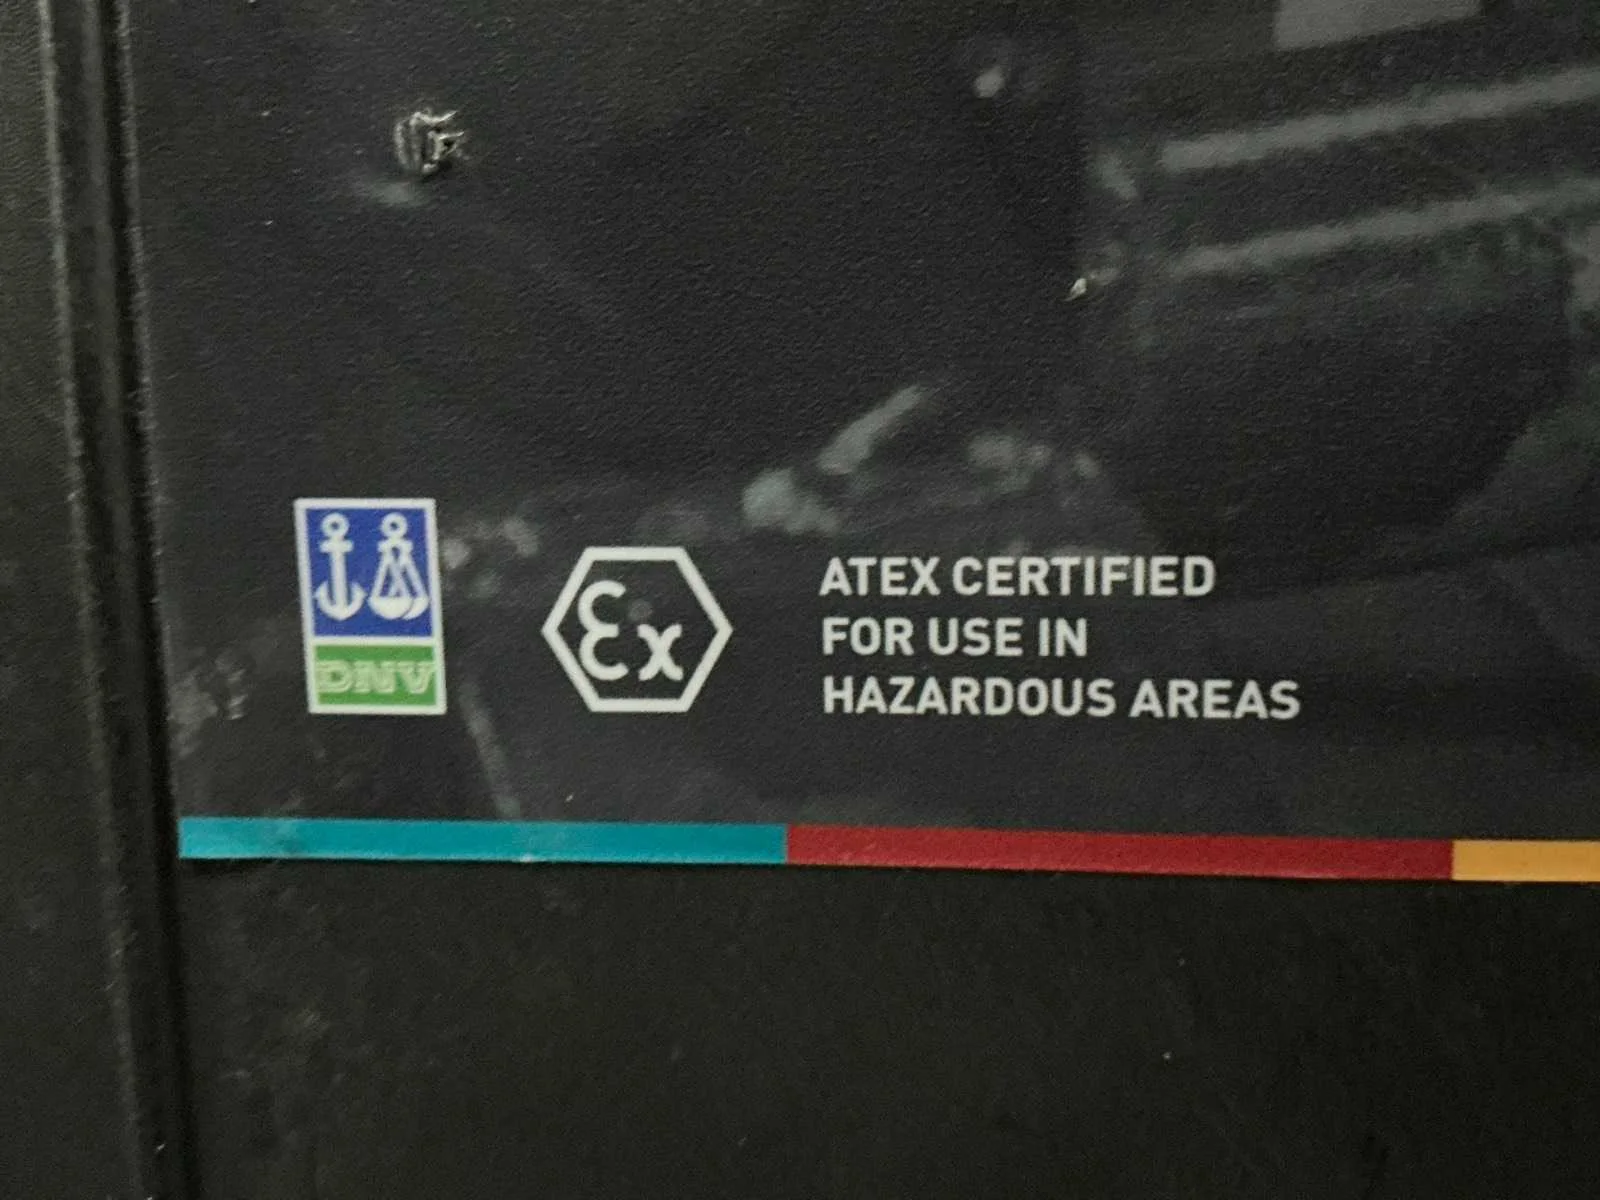 DNV
Ex
ATEX CERTIFIED
FOR USE IN
HAZARDOUS AREAS